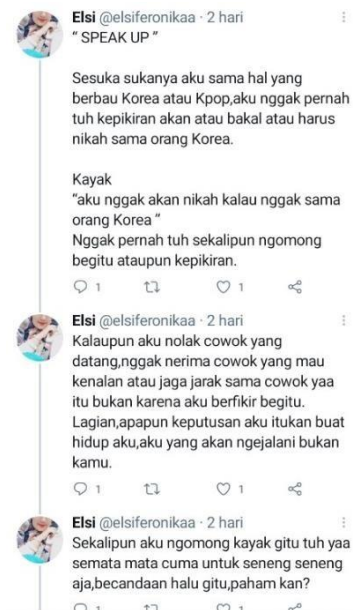 Elsi @elsiferonikaa · 2 hari
“ SPEAK UP ”
Sesuka sukanya aku sama hal yang
berbau Korea atau Kpop,aku nggak pernah
tuh kepikiran akan atau bakal atau harus
nikah sama orang Korea.
Kayak
“aku nggak akan nikah kalau nggak sama
orang Korea ”
Nggak pernah tuh sekalipun ngomong
begitu ataupun kepikiran.
1 1
Elsi @elsiferonikaa · 2 hari
Kalaupun aku nolak cowok yang
datang,nggak nerima cowok yang mau
kenalan atau jaga jarak sama cowok yaa
itu bukan karena aku berfikir begitu.
Lagian,apapun keputusan aku itukan buat
hidup aku,aku yang akan ngejalani bukan
kamu.
1 1
Elsi @elsiferonikaa · 2 hari
Sekalipun aku ngomong kayak gitu tuh yaa
semata mata cuma untuk seneng seneng
aja,becandaan halu gitu,paham kan?
1 1